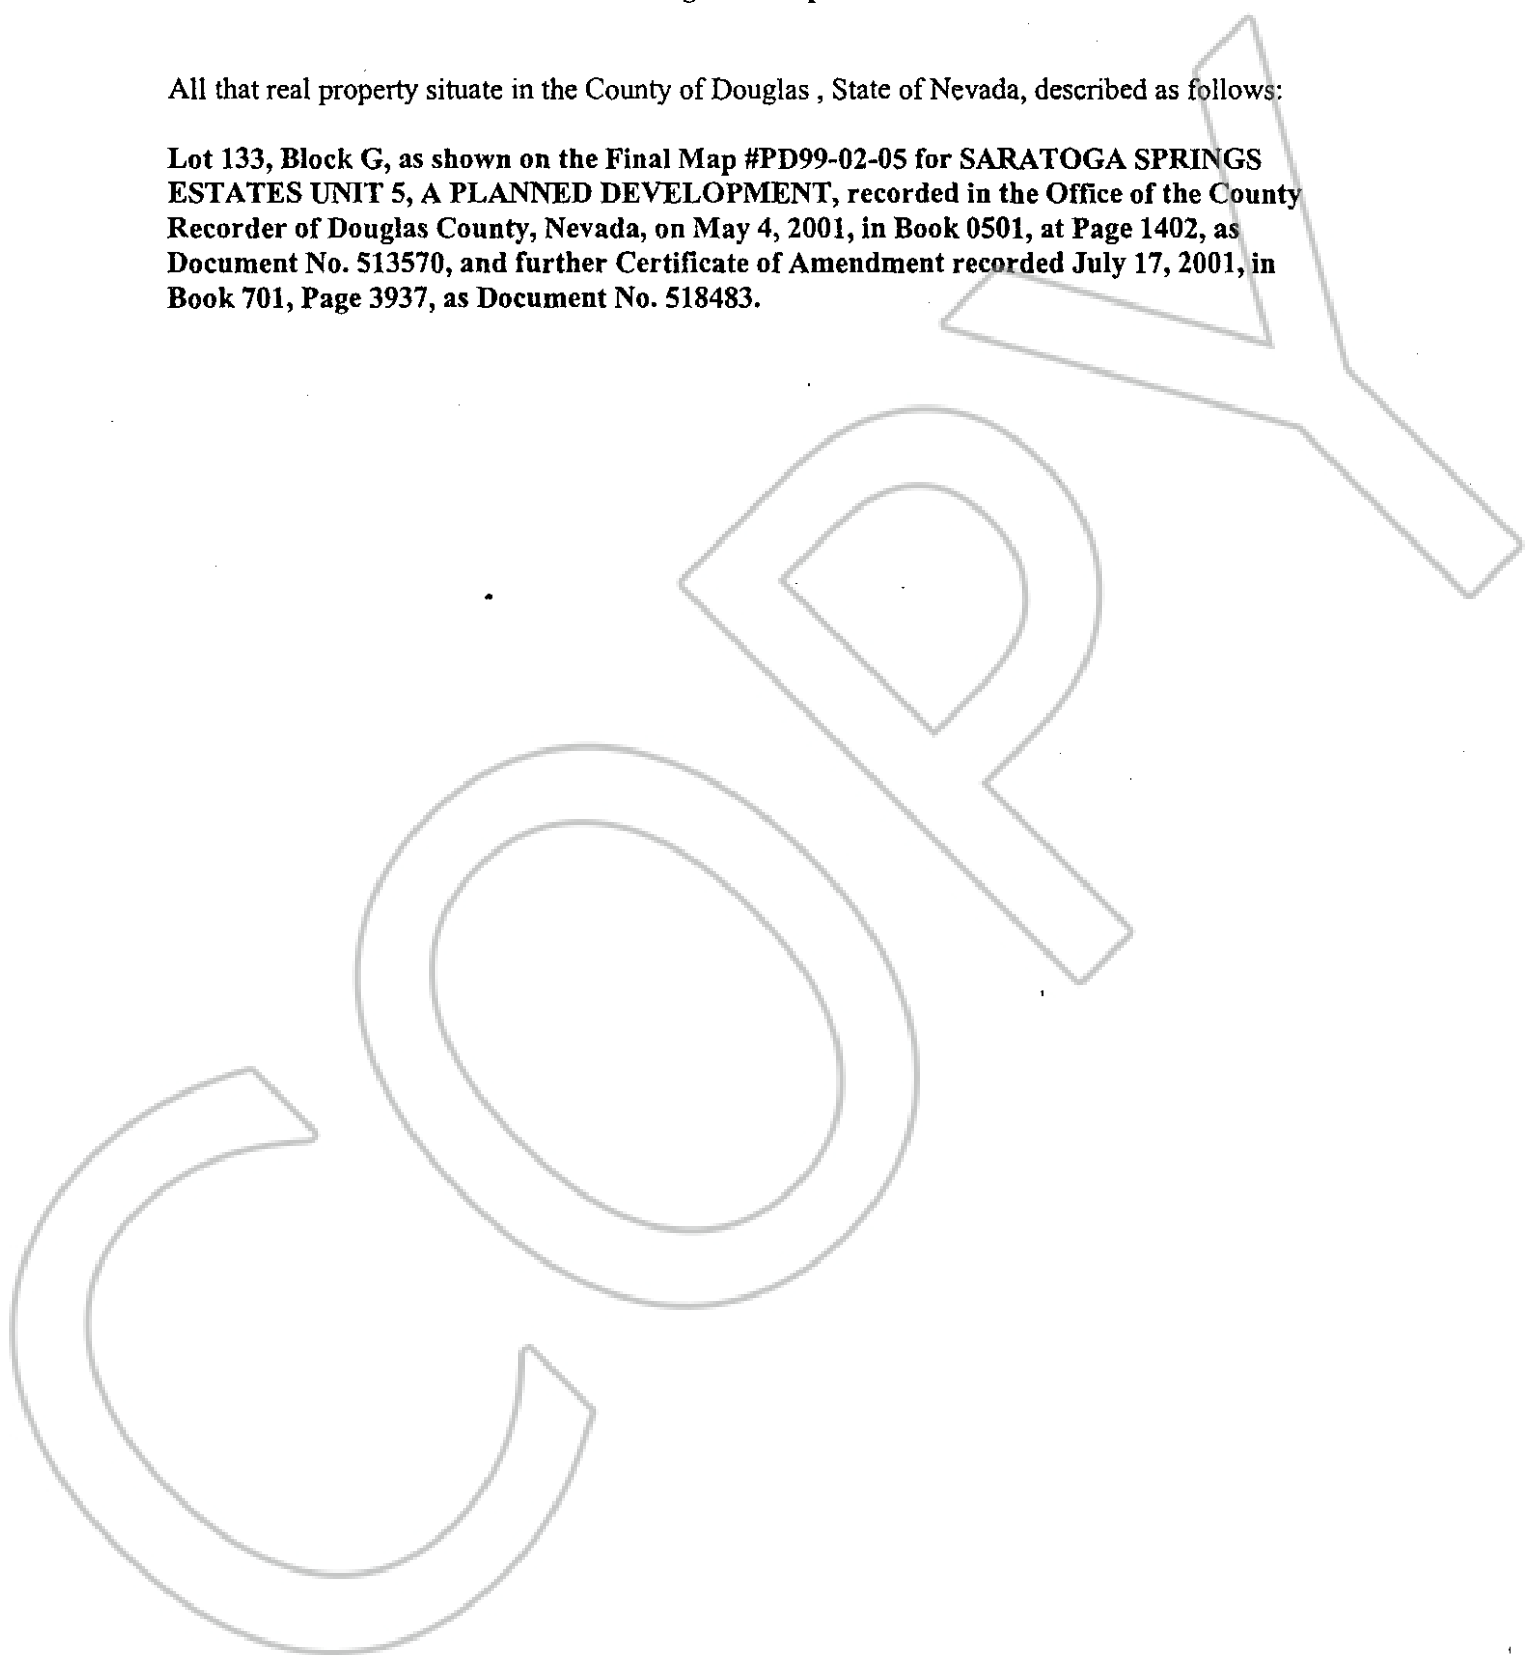 All that real property situate in the County of Douglas , State of Nevada, described as follows:
Lot 133, Block G, as shown on the Final Map #PD99-02-05 for SARATOGA SPRINGS
ESTATES UNIT 5, A PLANNED DEVELOPMENT, recorded in the Office of the County
Recorder of Douglas County, Nevada, on May 4, 2001, in Book 0501, at Page 1402, as
Document No. 513570, and further Certificate of Amendment recorded July 17, 2001, in
Book 701, Page 3937, as Document No. 518483.
COPY